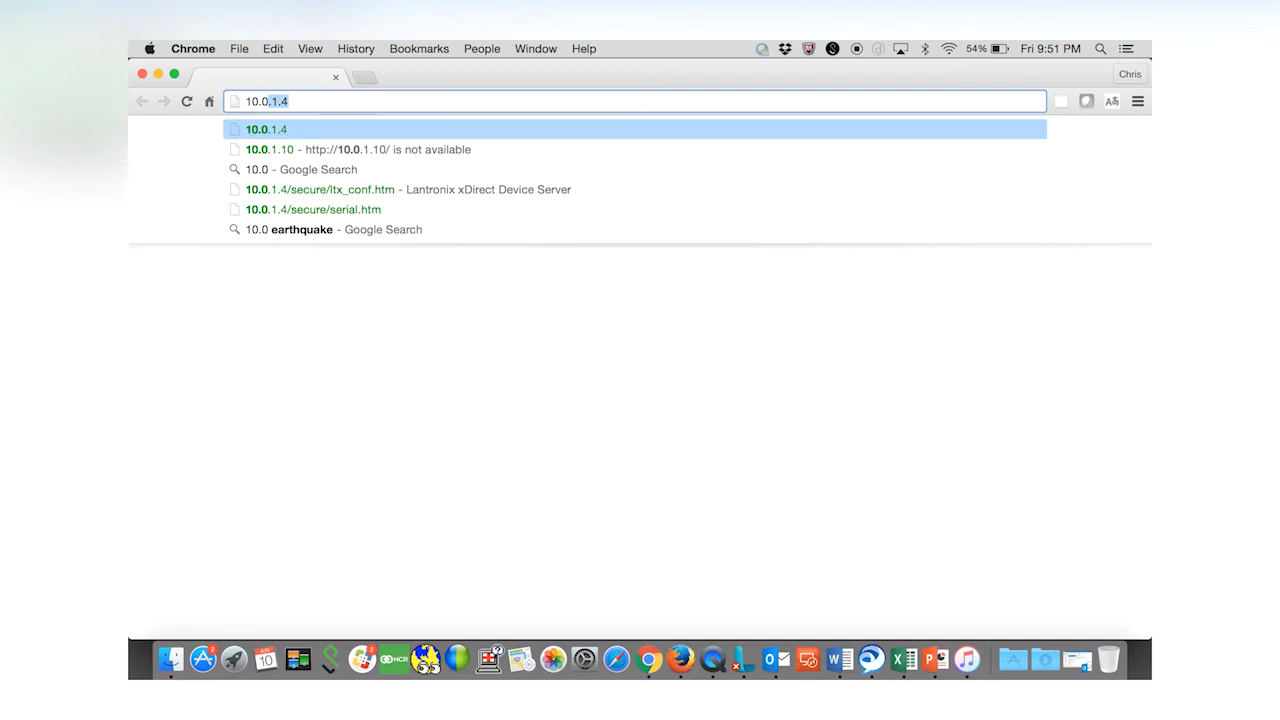 Chrome File Edit View History Bookmarks People Window Help 54% Fri 9:51 PM
Chris
10.0.1.4
10.0.1.4
10.0.1.10 - http://10.0.1.10/ is not available
10.0 - Google Search
10.0.1.4/secure/ltx_conf.htm - Lantronix xDirect Device Server
10.0.1.4/secure/serial.htm
10.0 earthquake - Google Search
10
NCR